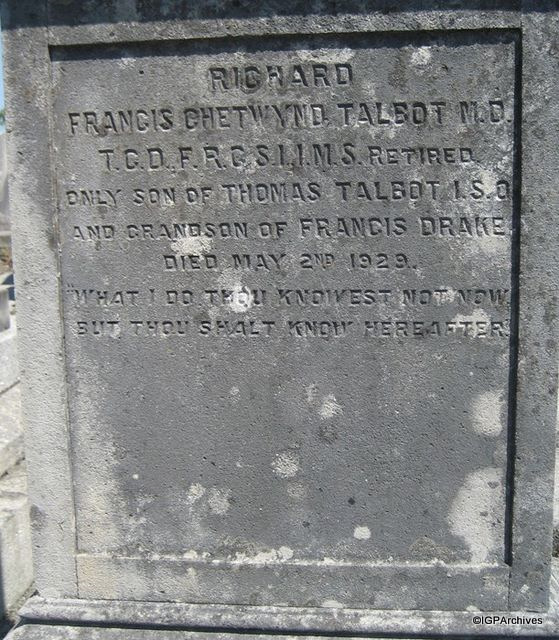 RICHARD
FRANCIS CHETWYND, TALBOT M.D.
T.C.D., F.R.C.S.I., I.M.S. RETIRED.
ONLY SON OF THOMAS TALBOT I.S.O
AND GRANDSON OF FRANCIS DRAKE.
DIED MAY 2ND 1929.
"WHAT I DO THOU KNOWEST NOT NOW
BUT THOU SHALT KNOW HEREAFTER
©IGPArchives